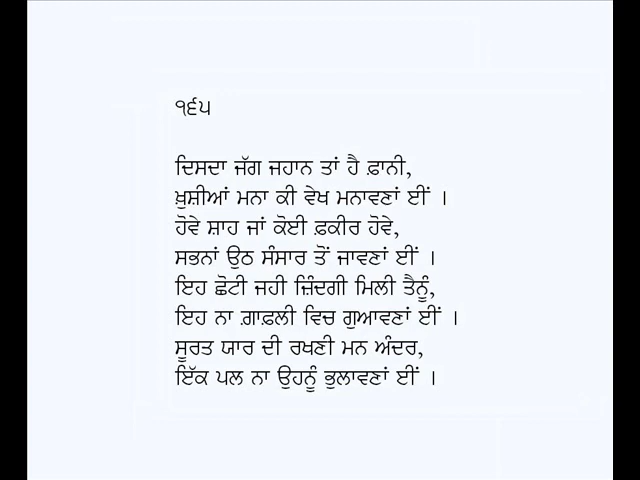 ੧੬੫
ਦਿਸਦਾ ਜੱਗ ਜਹਾਨ ਤਾਂ ਹੈ ਫ਼ਾਨੀ,
ਖ਼ੁਸ਼ੀਆਂ ਮਨਾ ਕੀ ਵੇਖ ਮਨਾਵਣਾਂ ਈਂ ।
ਹੋਵੇ ਸ਼ਾਹ ਜਾਂ ਕੋਈ ਫ਼ਕੀਰ ਹੋਵੇ,
ਸਭਨਾਂ ਉਠ ਸੰਸਾਰ ਤੋਂ ਜਾਵਣਾਂ ਈਂ ।
ਇਹ ਛੋਟੀ ਜਹੀ ਜ਼ਿੰਦਗੀ ਮਿਲੀ ਤੈਨੂੰ,
ਇਹ ਨਾ ਗ਼ਾਫ਼ਲੀ ਵਿਚ ਗੁਆਵਣਾਂ ਈਂ ।
ਸੂਰਤ ਯਾਰ ਦੀ ਰਖਣੀ ਮਨ ਅੰਦਰ,
ਇੱਕ ਪਲ ਨਾ ਉਹਨੂੰ ਭੁਲਾਵਣਾਂ ਈਂ ।